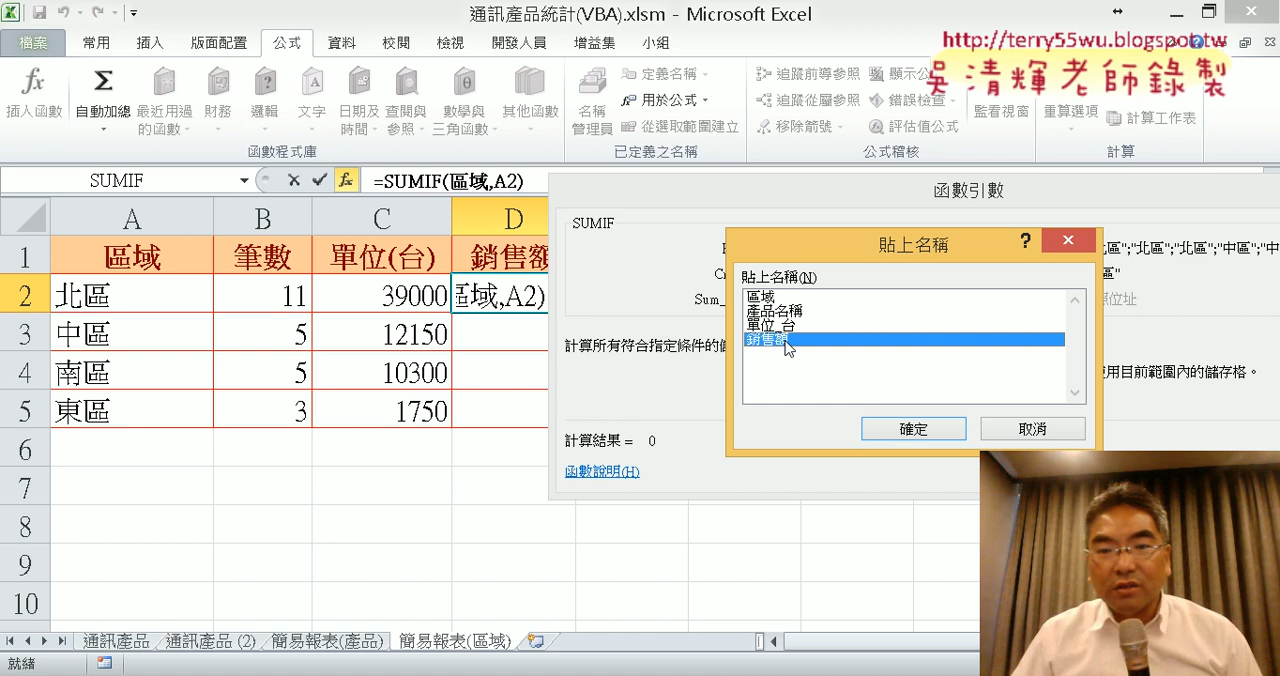 通訊產品統計(VBA).xlsm - Microsoft Excel
檔案 常用 插入 版面配置 公式 資料 校閱 檢視 開發人員 增益集 小組
http://terry55wu.blogspot.tw
吳清輝老師錄製
插入函數 自動加總 最近用過的函數 財務 邏輯 文字 日期及時間 查閱與參照 數學與三角函數 其他函數 名稱管理員 定義名稱 用於公式 從選取範圍建立 追蹤前導參照 追蹤從屬參照 移除箭號 顯示公 錯誤檢查 評估值公式 監看視窗 重算選項 計算工作表
函數程式庫 已定義之名稱 公式稽核 計算
SUMIF =SUMIF(區域,A2)
函數引數
SUMIF
貼上名稱
貼上名稱(N)
區域
產品名稱
單位_台
銷售額
確定 取消
Sum_
計算所有符合指定條件的儲
用目前範圍內的儲存格。
計算結果 = 0
函數說明(H)
A B C D
1 區域 筆數 單位(台) 銷售額
2 北區 11 39000 區域,A2)
3 中區 5 12150
4 南區 5 10300
5 東區 3 1750
6
7
8
9
10
通訊產品 通訊產品 (2) 簡易報表(產品) 簡易報表(區域)
就緒